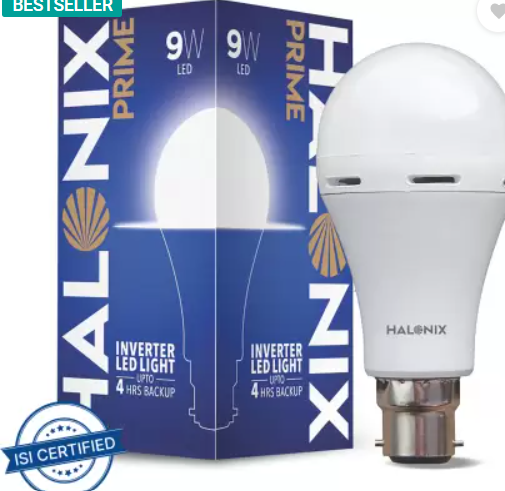 BESTSELLER
HALONIX
PRIME
9W
LED
INVERTER
LED LIGHT
UPTO
4 HRS BACKUP
9W
LED
PRIME
HALONIX
INVERTER
LED LIGHT
UPTO
4 HRS BACKUP
HALONIX
ISI CERTIFIED